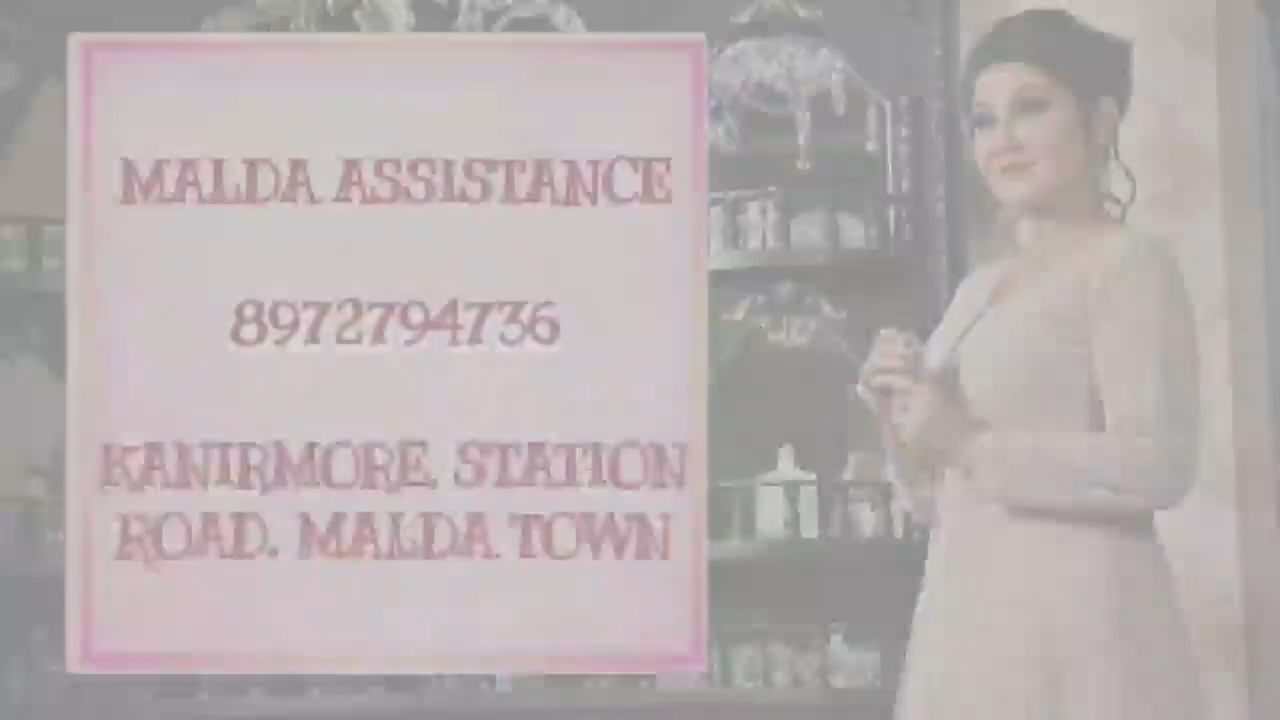 MALDA ASSISTANCE
8972794736
KANIRMORE, STATION
ROAD, MALDA TOWN